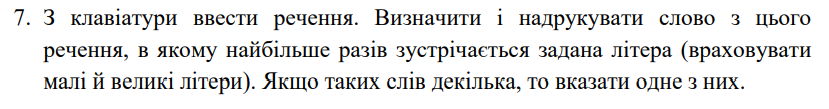 7. З клавіатури ввести речення. Визначити і надрукувати слово з цього
речення, в якому найбільше разів зустрічається задана літера (враховувати
малі й великі літери). Якщо таких слів декілька, то вказати одне з них.